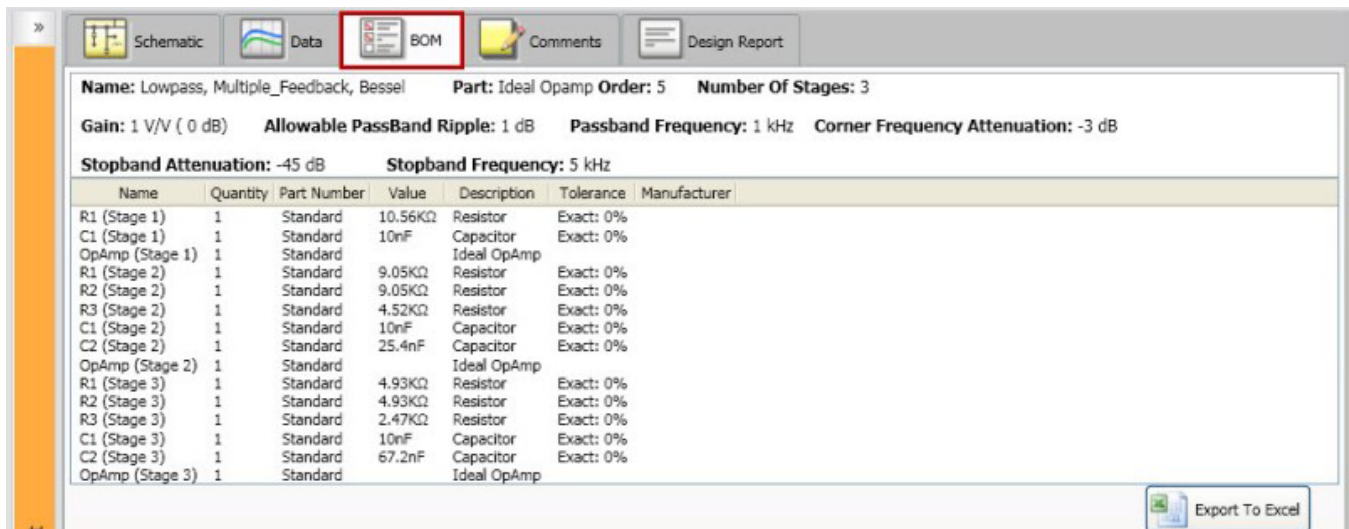 »
Schematic Data BOM Comments Design Report
Name: Lowpass, Multiple_Feedback, Bessel Part: Ideal Opamp Order: 5 Number Of Stages: 3
Gain: 1 V/V ( 0 dB) Allowable PassBand Ripple: 1 dB Passband Frequency: 1 kHz Corner Frequency Attenuation: -3 dB
Stopband Attenuation: -45 dB Stopband Frequency: 5 kHz
Name Quantity Part Number Value Description Tolerance Manufacturer
R1 (Stage 1) 1 Standard 10.56KΩ Resistor Exact: 0%
C1 (Stage 1) 1 Standard 10nF Capacitor Exact: 0%
OpAmp (Stage 1) 1 Standard Ideal OpAmp
R1 (Stage 2) 1 Standard 9.05KΩ Resistor Exact: 0%
R2 (Stage 2) 1 Standard 9.05KΩ Resistor Exact: 0%
R3 (Stage 2) 1 Standard 4.52KΩ Resistor Exact: 0%
C1 (Stage 2) 1 Standard 10nF Capacitor Exact: 0%
C2 (Stage 2) 1 Standard 25.4nF Capacitor Exact: 0%
OpAmp (Stage 2) 1 Standard Ideal OpAmp
R1 (Stage 3) 1 Standard 4.93KΩ Resistor Exact: 0%
R2 (Stage 3) 1 Standard 4.93KΩ Resistor Exact: 0%
R3 (Stage 3) 1 Standard 2.47KΩ Resistor Exact: 0%
C1 (Stage 3) 1 Standard 10nF Capacitor Exact: 0%
C2 (Stage 3) 1 Standard 67.2nF Capacitor Exact: 0%
OpAmp (Stage 3) 1 Standard Ideal OpAmp
Export To Excel